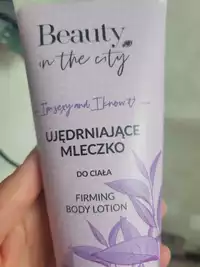 Beauty
in the city
I'm sexy and I know it!
UJĘDRNIAJĄCE
MLECZKO
DO CIAŁA
FIRMING
BODY LOTION